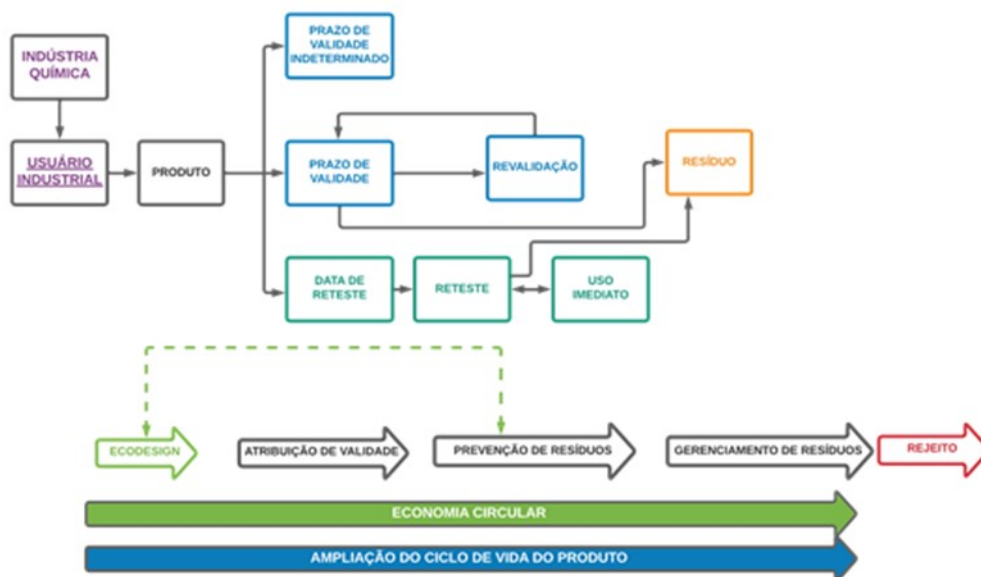 PRAZO DE
VALIDADE
INDETERMINADO
INDÚSTRIA
QUÍMICA
USUÁRIO
INDUSTRIAL
PRODUTO
PRAZO DE
VALIDADE
REVALIDAÇÃO
RESÍDUO
DATA DE
RETESTE
RETESTE
USO
IMEDIATO
ECODESIGN
ATRIBUIÇÃO DE VALIDADE
PREVENÇÃO DE RESÍDUOS
GERENCIAMENTO DE RESÍDUOS
REJEITO
ECONOMIA CIRCULAR
AMPLIAÇÃO DO CICLO DE VIDA DO PRODUTO